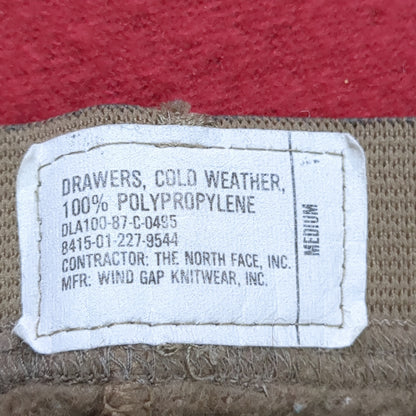 DRAWERS, COLD WEATHER,
100% POLYPROPYLENE
DLA100-87-C-0495
8415-01-227-9544
CONTRACTOR: THE NORTH FACE, INC.
MFR: WIND GAP KNITWEAR, INC.
MEDIUM